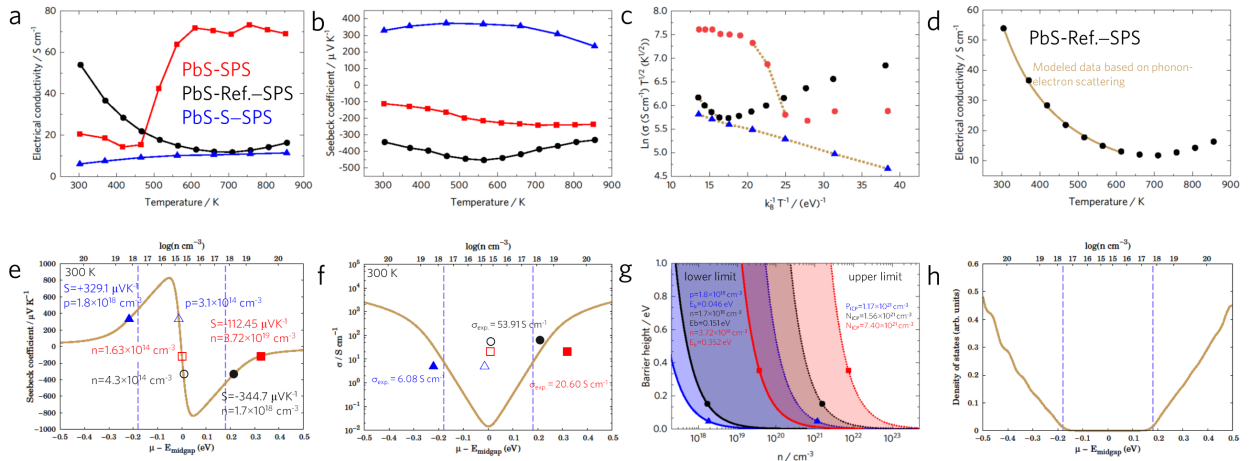 a
Electrical conductivity / S cm⁻¹
80
60
40
20
0
PbS-SPS
PbS-Ref.–SPS
PbS-S–SPS
300 400 500 600 700 800 900
Temperature / K
b
Seebeck coefficient / µV K⁻¹
400
300
200
100
0
-100
-200
-300
-400
-500
300 400 500 600 700 800 900
Temperature / K
c
Ln (σ (S cm⁻¹) T^1/2 (K^1/2))
8.0
7.5
7.0
6.5
6.0
5.5
5.0
4.5
10 15 20 25 30 35 40
k_B⁻¹ T⁻¹ / (eV)⁻¹
d
Electrical conductivity / S cm⁻¹
60
50
40
30
20
10
PbS-Ref.–SPS
Modeled data based on phonon-
electron scattering
300 400 500 600 700 800 900
Temperature / K
e
log(n cm⁻³)
20 19 18 17 16 15 15 16 17 18 19 20
Seebeck coefficient / µV K⁻¹
1000
800
600
400
200
0
-200
-400
-600
-800
-1000
300 K
S=+329.1 µVK⁻¹
p=1.8×10¹⁸ cm⁻³
p=3.1×10¹⁴ cm⁻³
S=-112.45 µVK⁻¹
n=3.72×10¹⁹ cm⁻³
n=1.63×10¹⁴ cm⁻³
n=4.3×10¹⁴ cm⁻³
S=-344.7 µVK⁻¹
n=1.7×10¹⁸ cm⁻³
-0.5 -0.4 -0.3 -0.2 -0.1 0 0.1 0.2 0.3 0.4 0.5
μ − E_midgap (eV)
f
log(n cm⁻³)
20 19 18 17 16 15 15 16 17 18 19 20
σ / S cm⁻¹
10⁵
10⁴
10³
10²
10¹
10⁰
10⁻¹
10⁻²
300 K
σ_exp. = 53.91 S cm⁻¹
σ_exp. = 6.08 S cm⁻¹
σ_exp. = 20.60 S cm⁻¹
-0.5 -0.4 -0.3 -0.2 -0.1 0 0.1 0.2 0.3 0.4 0.5
μ − E_midgap (eV)
g
Barrier height / eV
1.0
0.8
0.6
0.4
0.2
0.0
lower limit
upper limit
p=1.8×10¹⁸ cm⁻³
E_b=0.046 eV
n=1.7×10¹⁸ cm⁻³
Eb=0.151 eV
n=3.72×10¹⁹ cm⁻³
E_b=0.352 eV
P_ICP=1.17×10²¹ cm⁻³
N_ICP=1.56×10²¹ cm⁻³
N_ICP=7.40×10²¹ cm⁻³
10¹⁸ 10¹⁹ 10²⁰ 10²¹ 10²² 10²³
n / cm⁻³
h
log(n cm⁻³)
20 19 18 17 16 15 15 16 17 18 19 20
Density of states (arb. units)
0.6
0.5
0.4
0.3
0.2
0.1
0.0
-0.5 -0.4 -0.3 -0.2 -0.1 0 0.1 0.2 0.3 0.4 0.5
μ − E_midgap (eV)